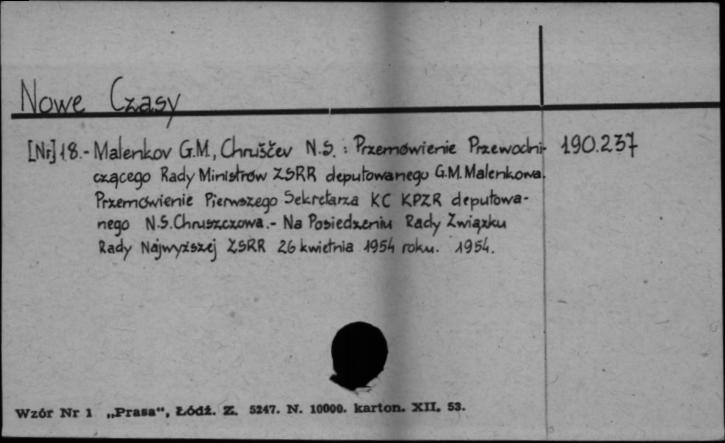 Nowe Czasy
[Nr] 18.- Malenkov G.M., Chruščev N.S. : Przemówienie Przewodni- 190.237
czącego Rady Ministrów ZSRR deputowanego G.M. Malenkowa.
Przemówienie Pierwszego Sekretarza KC KPZR deputowa-
nego N.S. Chruszczowa.- Na Posiedzeniu Rady Związku
Rady Najwyższej ZSRR 26 kwietnia 1954 roku. 1954.
Wzór Nr 1 „Prasa“, Łódź. Z. 5247. N. 10000. karton. XII. 53.